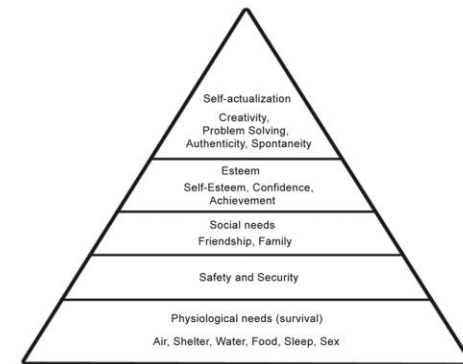 Self-actualization
Creativity,
Problem Solving,
Authenticity, Spontaneity
Esteem
Self-Esteem, Confidence,
Achievement
Social needs
Friendship, Family
Safety and Security
Physiological needs (survival)
Air, Shelter, Water, Food, Sleep, Sex